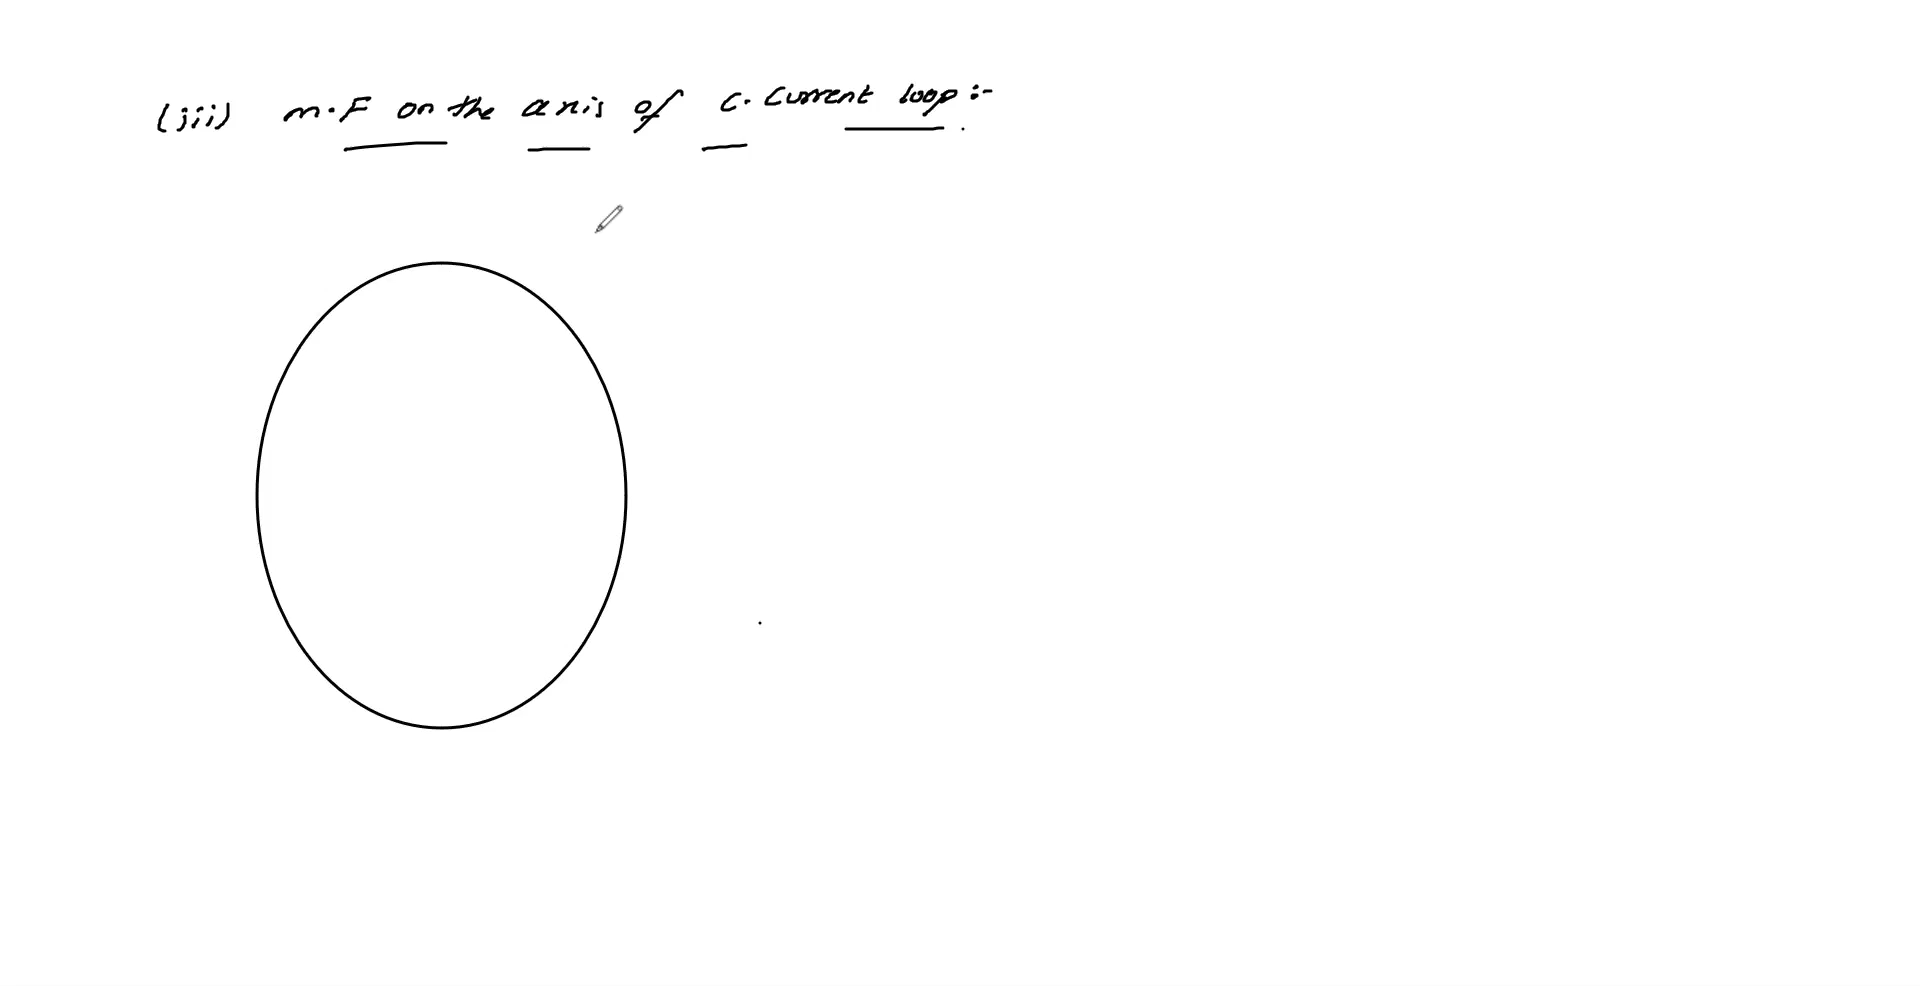 (iii) m.F on the axis of C. Current loop :-